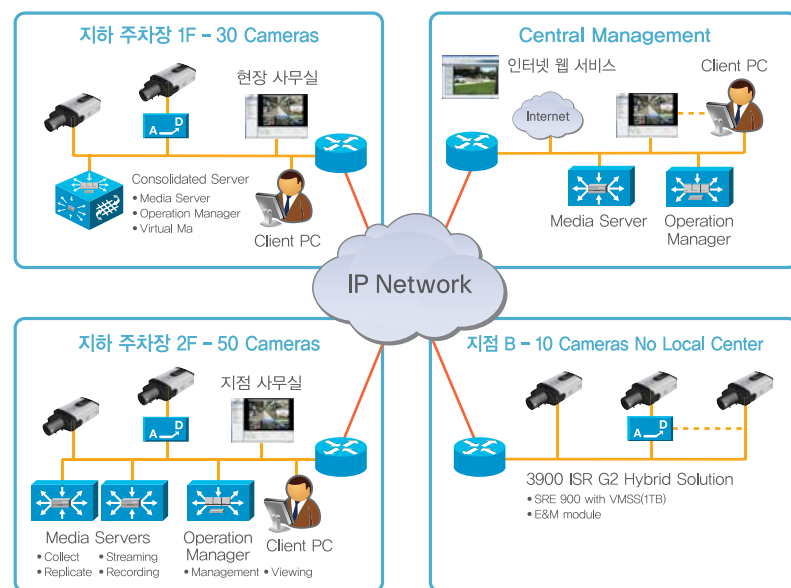 지하 주차장 1F - 30 Cameras
현장 사무실
A D
Consolidated Server
• Media Server
• Operation Manager
• Virtual Ma
Client PC
Central Management
인터넷 웹 서비스
Client PC
Internet
Media Server
Operation
Manager
IP Network
지하 주차장 2F - 50 Cameras
지점 사무실
A D
Media Servers
• Collect • Streaming
• Replicate • Recording
Operation
Manager
• Management
Client PC
• Viewing
지점 B - 10 Cameras No Local Center
A D
3900 ISR G2 Hybrid Solution
• SRE 900 with VMSS(1TB)
• E&M module